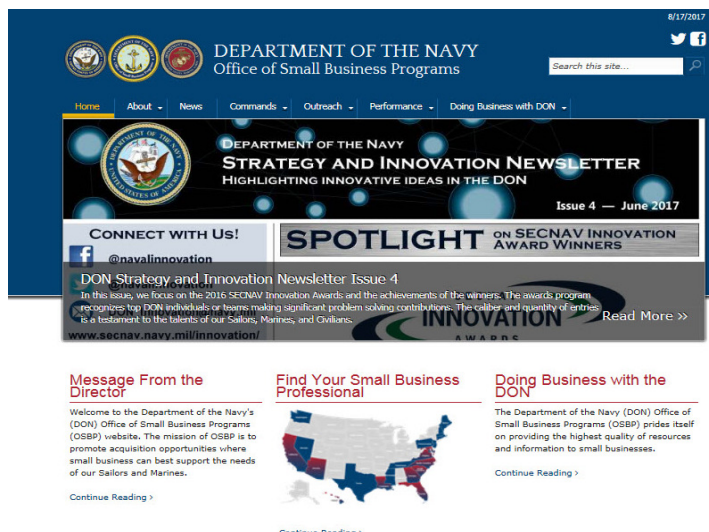 8/17/2017
DEPARTMENT OF THE NAVY
Office of Small Business Programs
Search this site...
Home About News Commands Outreach Performance Doing Business with DON
DEPARTMENT OF THE NAVY
STRATEGY AND INNOVATION NEWSLETTER
HIGHLIGHTING INNOVATIVE IDEAS IN THE DON
Issue 4 — June 2017
CONNECT WITH US!
@navalinnovation
SPOTLIGHT ON SECNAV INNOVATION
AWARD WINNERS
DON Strategy and Innovation Newsletter Issue 4
In this issue, we focus on the 2016 SECNAV Innovation Awards and the achievements of the winners. The awards program
recognizes top DON individuals or teams making significant problem solving contributions. The caliber and quantity of entries
is a testament to the talents of our Sailors, Marines, and Civilians.
Read More »
INNOVATION
AWARDS
www.secnav.navy.mil/innovation/
Message From the
Director
Welcome to the Department of the Navy's
(DON) Office of Small Business Programs
(OSBP) website. The mission of OSBP is to
promote acquisition opportunities where
small business can best support the needs
of our Sailors and Marines.
Continue Reading ›
Find Your Small Business
Professional
Continue Reading ›
Doing Business with the
DON
The Department of the Navy (DON) Office of
Small Business Programs (OSBP) prides itself
on providing the highest quality of resources
and information to small businesses.
Continue Reading ›